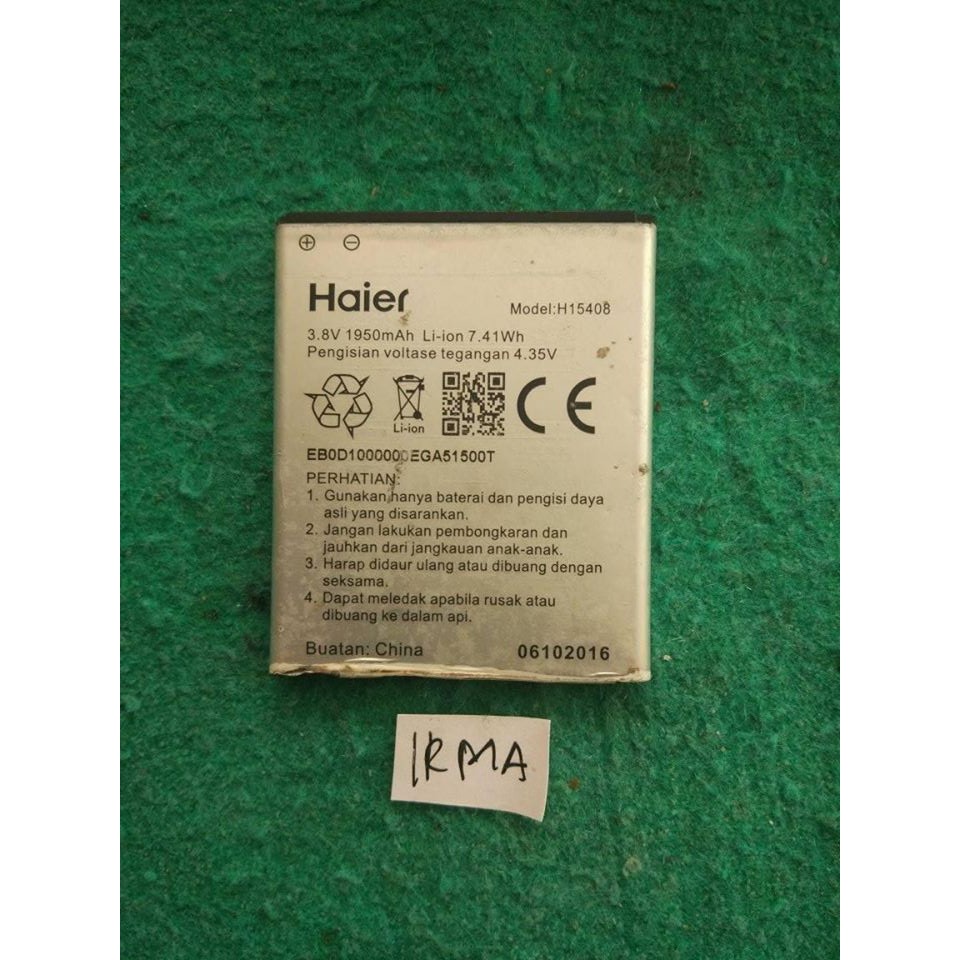 Haier
Model:H15408
3.8V 1950mAh Li-ion 7.41Wh
Pengisian voltase tegangan 4.35V
Li-ion
CE
EB0D1000000EGA51500T
PERHATIAN:
1. Gunakan hanya baterai dan pengisi daya
asli yang disarankan.
2. Jangan lakukan pembongkaran dan
jauhkan dari jangkauan anak-anak.
3. Harap didaur ulang atau dibuang dengan
seksama.
4. Dapat meledak apabila rusak atau
dibuang ke dalam api.
Buatan: China
06102016
IRMA